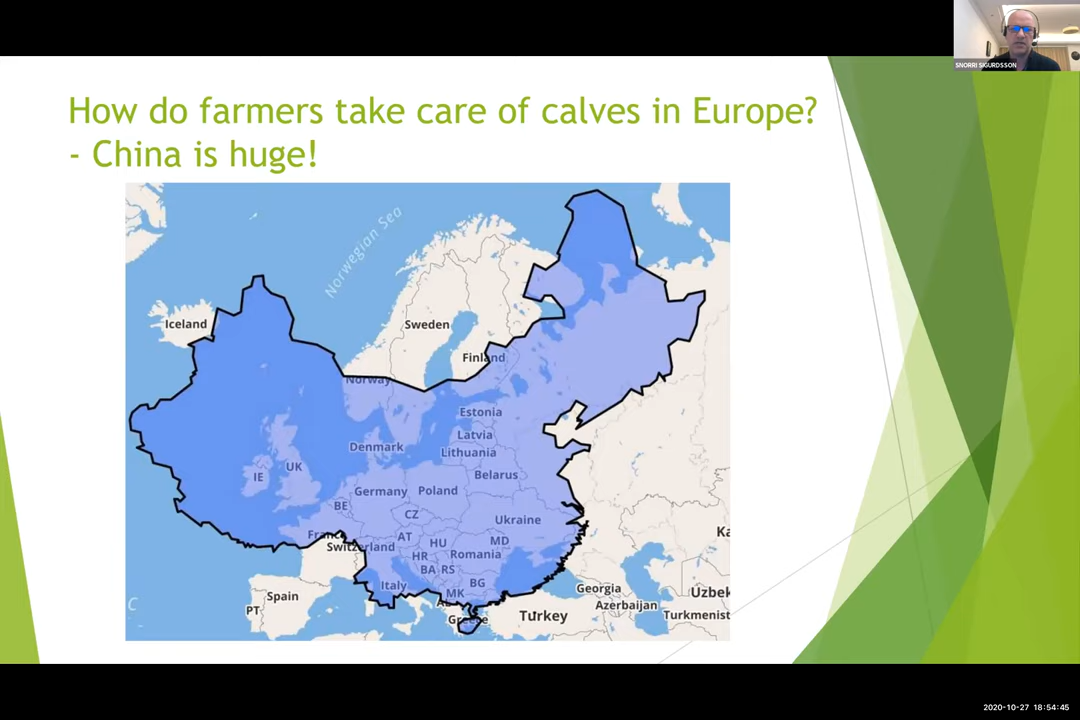 SNORRI SIGURDSSON
How do farmers take care of calves in Europe?
- China is huge!
Norwegian Sea
Iceland
Sweden
Finland
Norway
Estonia
Latvia
Denmark
Lithuania
UK
IE
Belarus
Germany
Poland
BE
CZ
Ukraine
France
AT
HU
MD
Switzerland
HR
Romania
BA
RS
Italy
BG
MK
Georgia
Spain
PT
Azerbaijan
Greece
Turkey
Turkmenist
Uzbek
Ka
C
2020-10-27 18:54:45